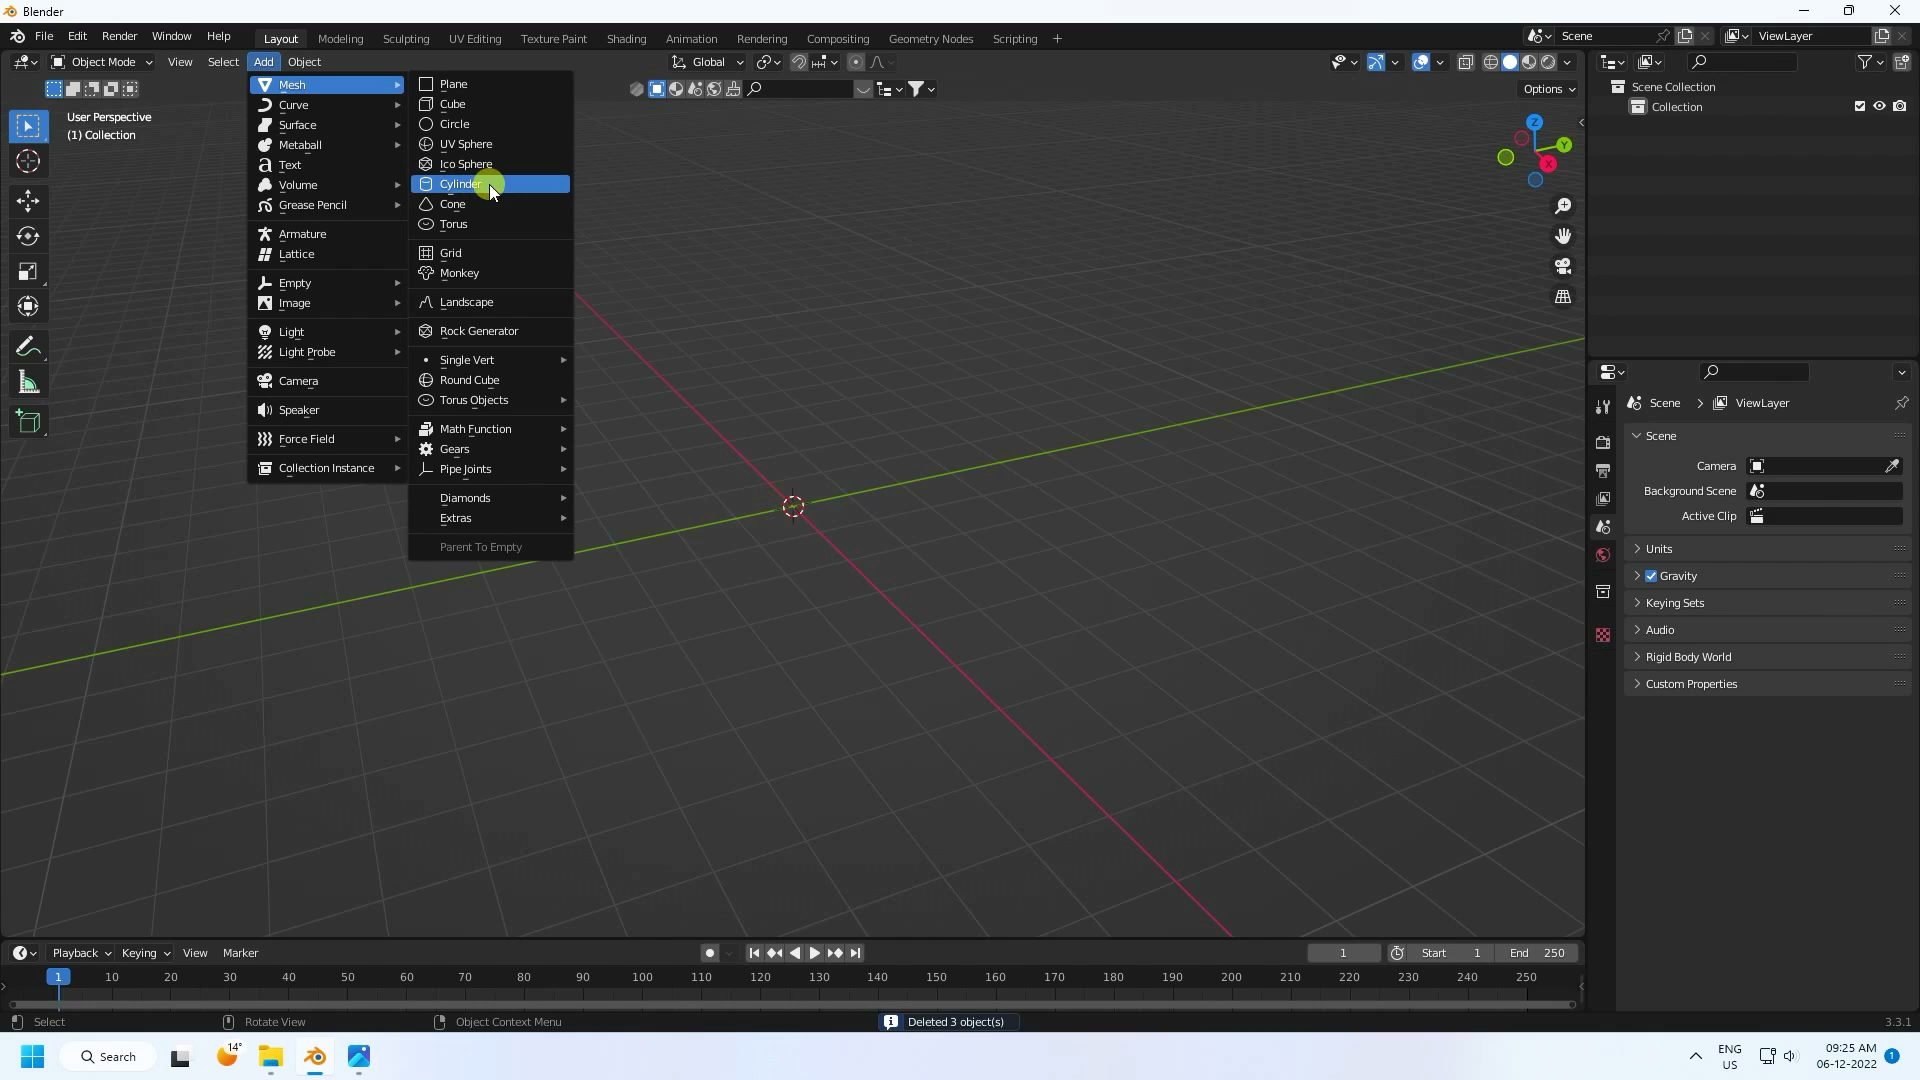 Blender
File Edit Render Window Help Layout Modeling Sculpting UV Editing Texture Paint Shading Animation Rendering Compositing Geometry Nodes Scripting + Scene ViewLayer
Object Mode View Select Add Object Global
Options
User Perspective
(1) Collection
Mesh
Curve
Surface
Metaball
Text
Volume
Grease Pencil
Armature
Lattice
Empty
Image
Light
Light Probe
Camera
Speaker
Force Field
Collection Instance
Plane
Cube
Circle
UV Sphere
Ico Sphere
Cylinder
Cone
Torus
Grid
Monkey
Landscape
Rock Generator
Single Vert
Round Cube
Torus Objects
Math Function
Gears
Pipe Joints
Diamonds
Extras
Parent To Empty
Z
Y
X
Scene Collection
Collection
Scene > ViewLayer
Scene
Camera
Background Scene
Active Clip
Units
Gravity
Keying Sets
Audio
Rigid Body World
Custom Properties
Playback Keying View Marker 1 Start 1 End 250
1 10 20 30 40 50 60 70 80 90 100 110 120 130 140 150 160 170 180 190 200 210 220 230 240 250
Select Rotate View Object Context Menu Deleted 3 object(s) 3.3.1
14°
Search
ENG
US
09:25 AM
06-12-2022
1